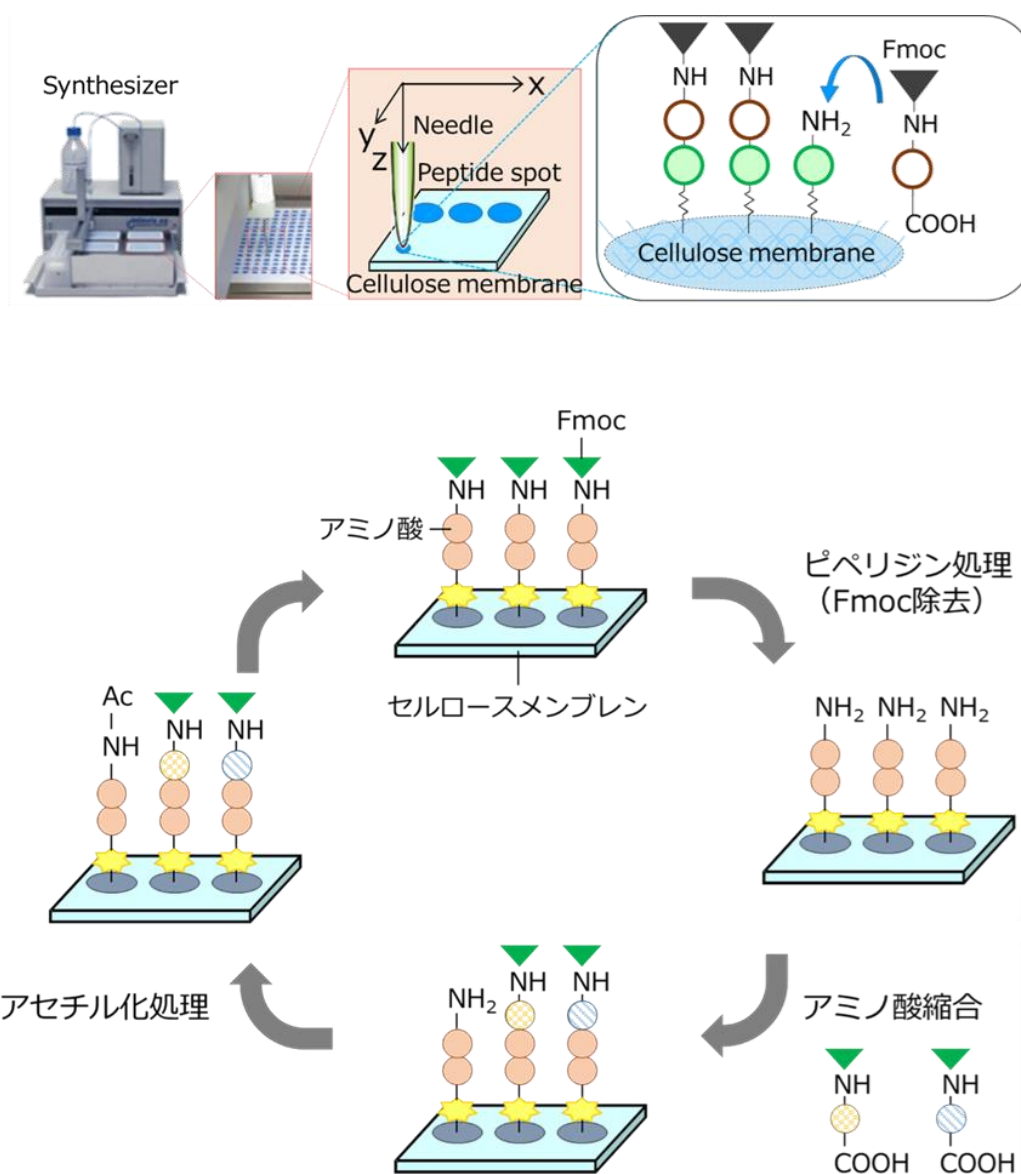 Synthesizer
x
y
z
Needle
Peptide spot
Cellulose membrane
Fmoc
NH
NH
NH₂
NH
COOH
Cellulose membrane
Fmoc
NH
NH
NH
アミノ酸
セルロースメンブレン
ピペリジン処理
（Fmoc除去）
NH₂
NH₂
NH₂
アミノ酸縮合
NH
NH
COOH
COOH
NH₂
NH
NH
アセチル化処理
Ac
NH
NH
NH